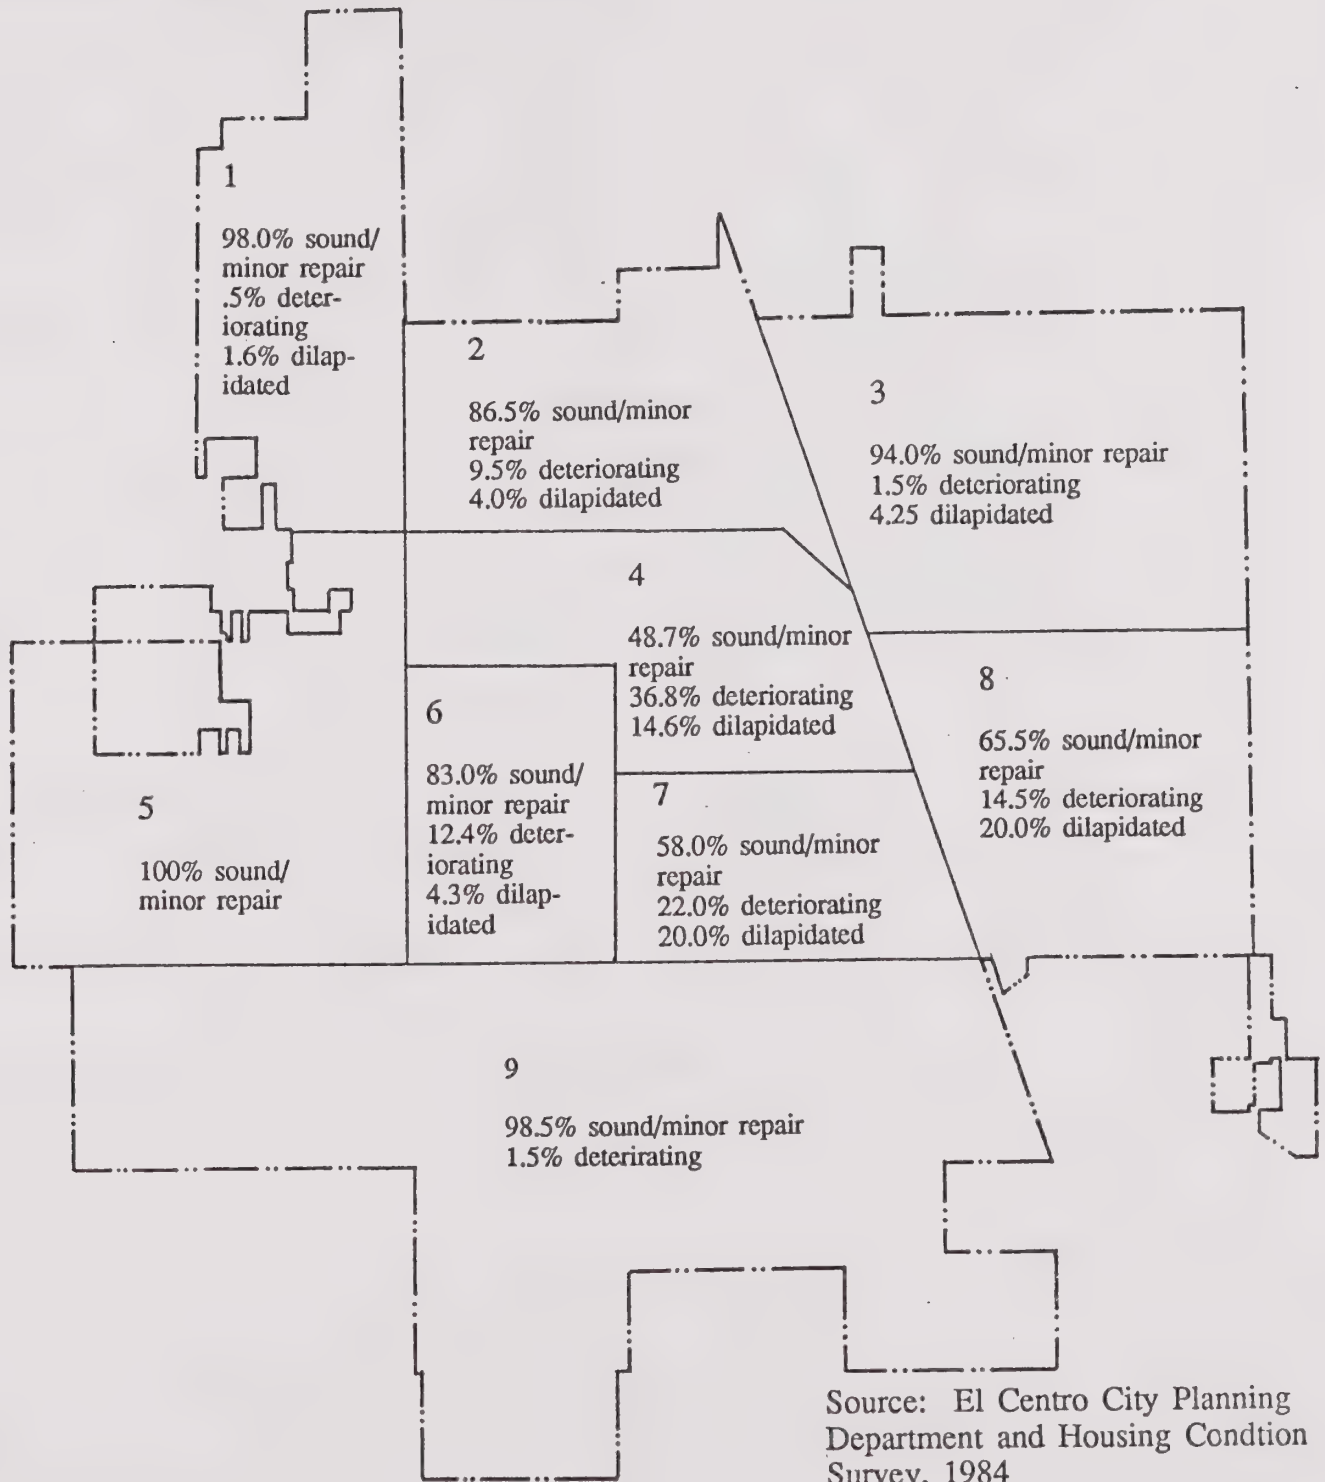 1
98.0% sound/
minor repair
.5% deter-
iorating
1.6% dilap-
idated
2
86.5% sound/minor
repair
9.5% deteriorating
4.0% dilapidated
3
94.0% sound/minor repair
1.5% deteriorating
4.25 dilapidated
4
48.7% sound/minor
repair
36.8% deteriorating
14.6% dilapidated
5
100% sound/
minor repair
6
83.0% sound/
minor repair
12.4% deter-
iorating
4.3% dilap-
idated
7
58.0% sound/minor
repair
22.0% deteriorating
20.0% dilapidated
8
65.5% sound/minor
repair
14.5% deteriorating
20.0% dilapidated
9
98.5% sound/minor repair
1.5% deterirating
Source: El Centro City Planning
Department and Housing Condtion
Survey, 1984